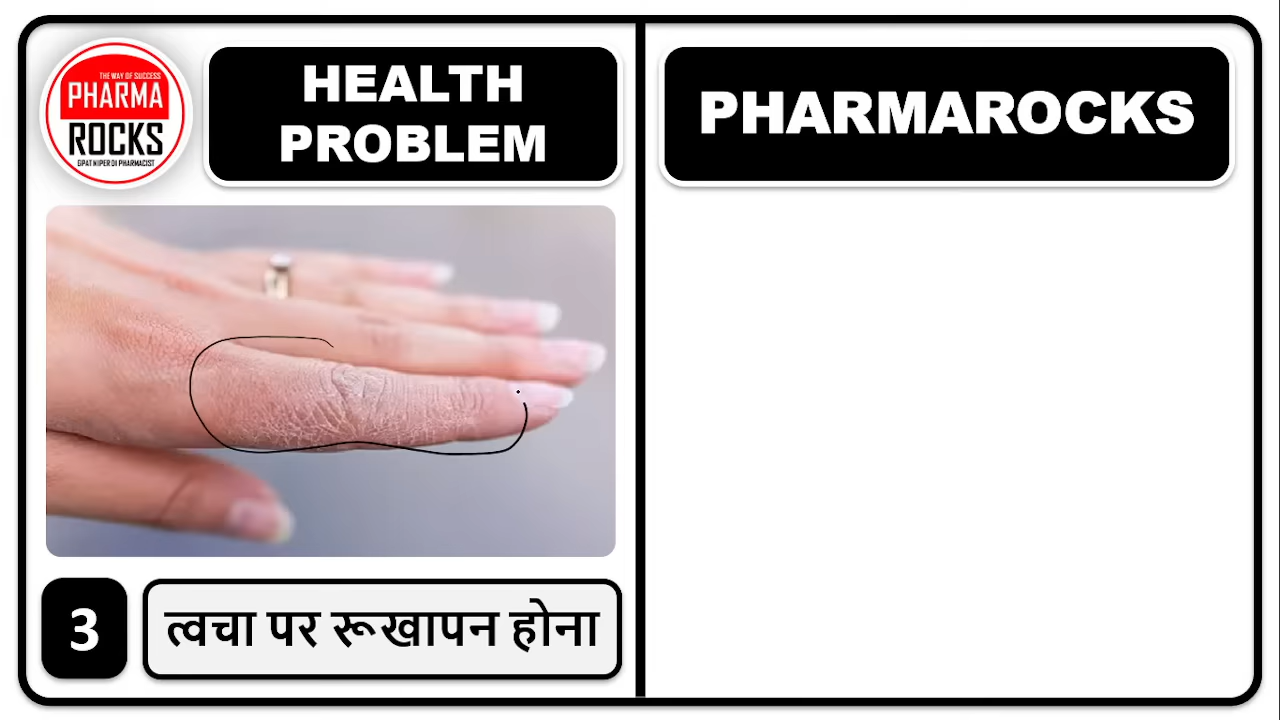 THE WAY OF SUCCESS
PHARMA
ROCKS
GPAT NIPER DI PHARMACIST
HEALTH
PROBLEM
PHARMAROCKS
3
त्वचा पर रूखापन होना